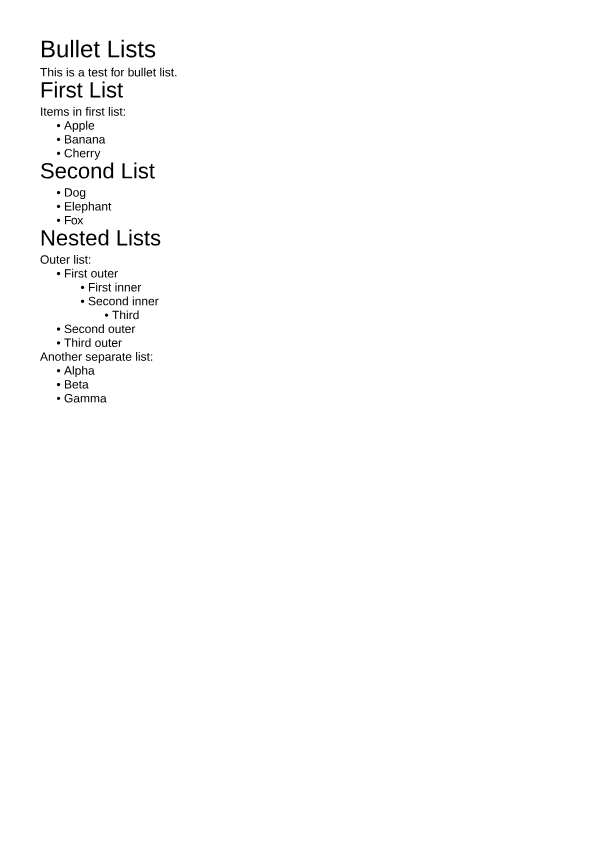 Bullet Lists
This is a test for bullet list.
First List
Items in first list:
• Apple
• Banana
• Cherry
Second List
• Dog
• Elephant
• Fox
Nested Lists
Outer list:
• First outer
• First inner
• Second inner
• Third
• Second outer
• Third outer
Another separate list:
• Alpha
• Beta
• Gamma